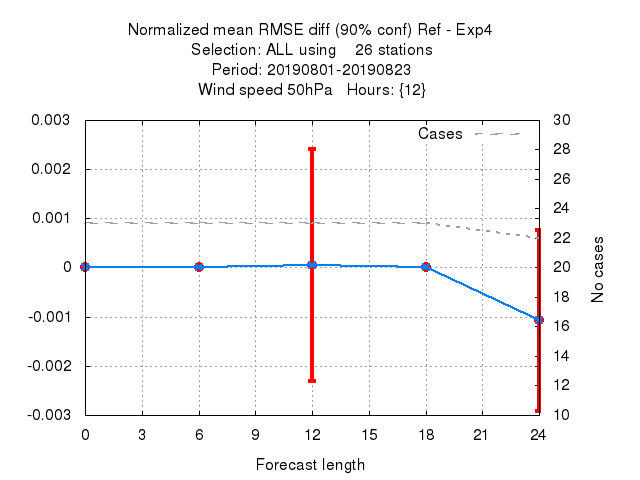 Normalized mean RMSE diff (90% conf) Ref - Exp4
Selection: ALL using    26 stations
Period: 20190801-20190823
Wind speed 50hPa   Hours: {12}
Cases
0.003
0.002
0.001
0
-0.001
-0.002
-0.003
30
28
26
24
22
20
18
16
14
12
10
No cases
0 3 6 9 12 15 18 21 24
Forecast length